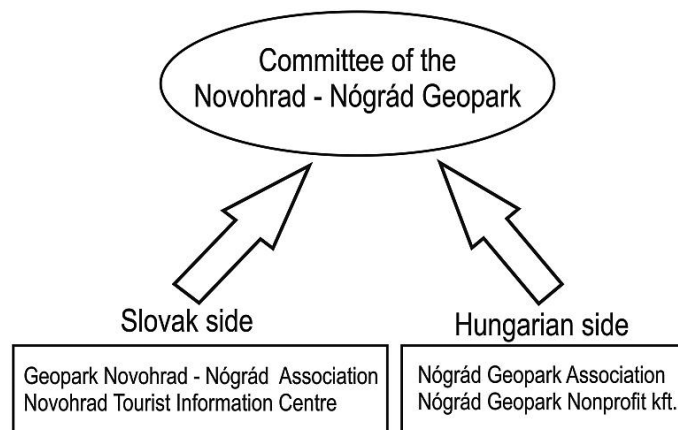 Committee of the
Novohrad - Nógrád Geopark
Slovak side
Geopark Novohrad - Nógrád Association
Novohrad Tourist Information Centre
Hungarian side
Nógrád Geopark Association
Nógrád Geopark Nonprofit kft.